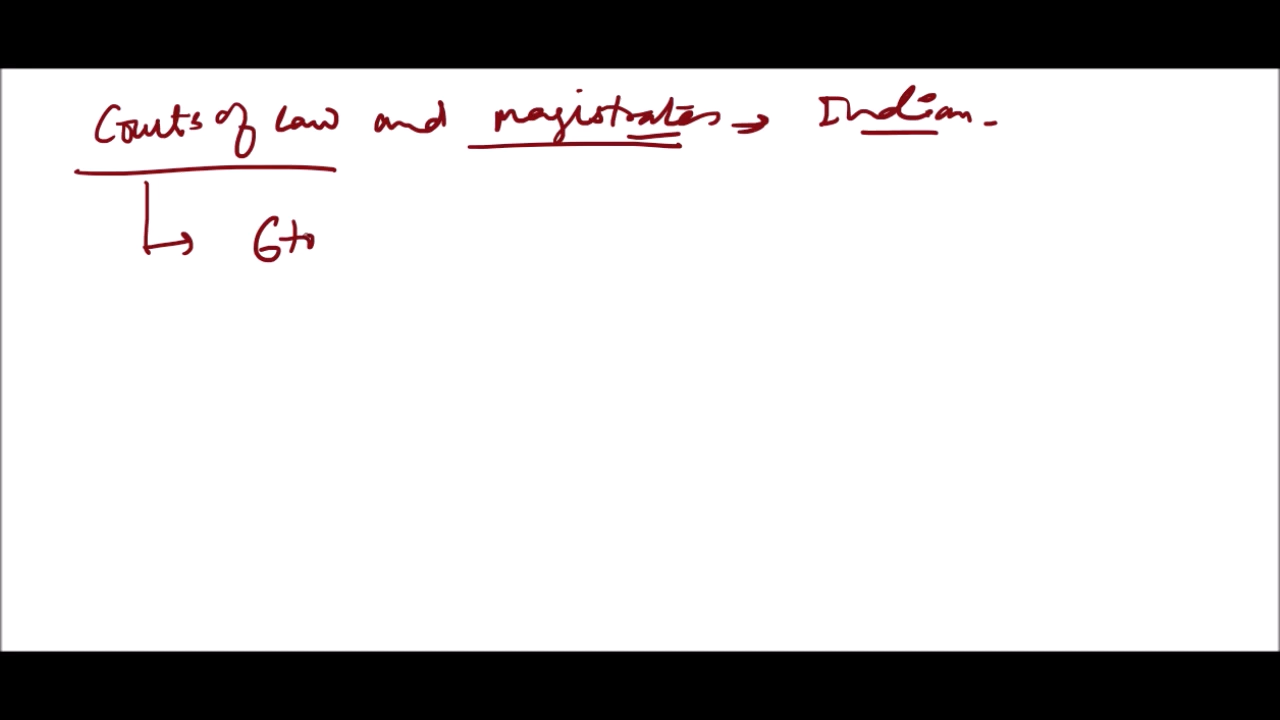 Courts of Law and magistrates → Indian.
↳ Gto